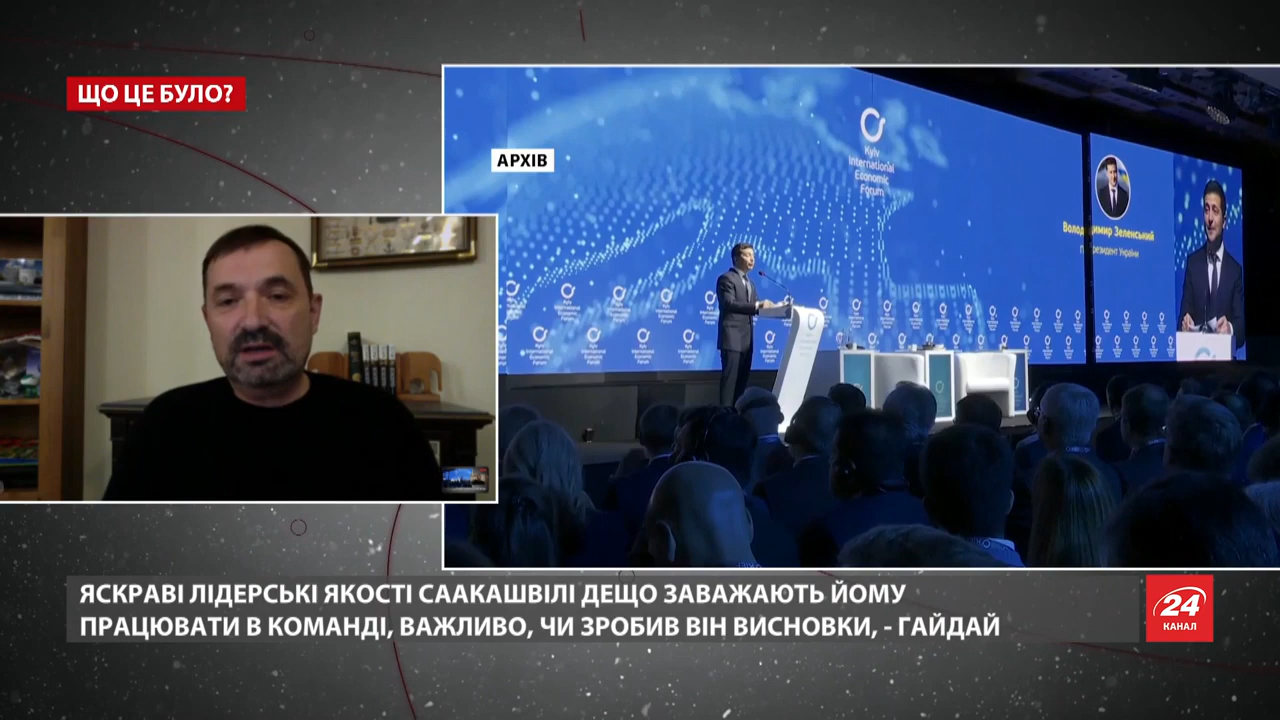 ЩО ЦЕ БУЛО?
АРХІВ
Kyiv
International
Economic
Forum
Володимир Зеленський
Президент України
ЯСКРАВІ ЛІДЕРСЬКІ ЯКОСТІ СААКАШВІЛІ ДЕЩО ЗАВАЖАЮТЬ ЙОМУ
ПРАЦЮВАТИ В КОМАНДІ, ВАЖЛИВО, ЧИ ЗРОБИВ ВІН ВИСНОВКИ, - ГАЙДАЙ
24
КАНАЛ